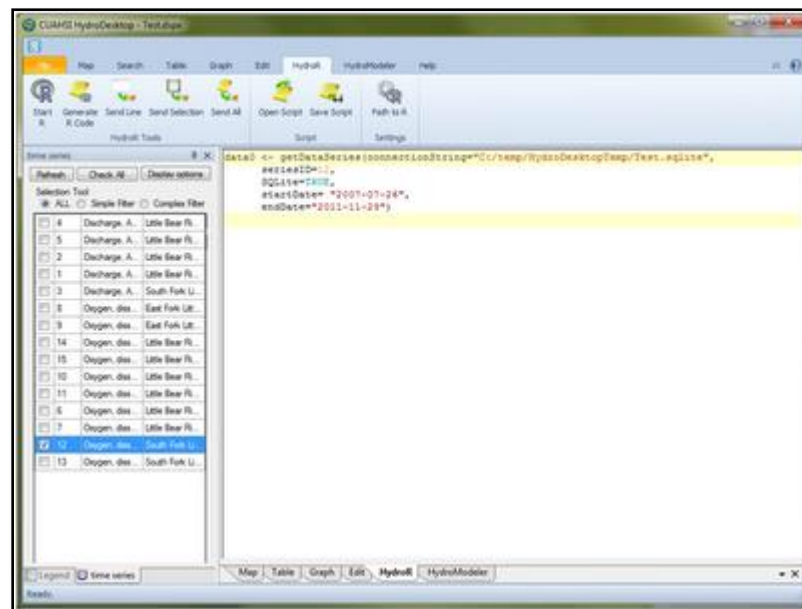 CUAHSI HydroDesktop - Test.dspx
Map Search Table Graph Edit HydroR HydroModeler Help
Start R
Generate R Code
Send Line
Send Selection
Send All
Open Script
Save Script
Path to R
HydroR Tools
Script
Settings
time series
Refresh Check All Display options
Selection Tool
ALL Simple Filter Complex Filter
4 Discharge, A... Little Bear Ri...
5 Discharge, A... Little Bear Ri...
2 Discharge, A... Little Bear Ri...
1 Discharge, A... Little Bear Ri...
3 Discharge, A... South Fork Li...
8 Oxygen, diss... East Fork Litt...
9 Oxygen, diss... East Fork Litt...
14 Oxygen, diss... Little Bear Ri...
15 Oxygen, diss... Little Bear Ri...
10 Oxygen, diss... Little Bear Ri...
11 Oxygen, diss... Little Bear Ri...
6 Oxygen, diss... Little Bear Ri...
7 Oxygen, diss... Little Bear Ri...
12 Oxygen, diss... South Fork Li...
13 Oxygen, diss... South Fork Li...
data0 <- getDataSeries(connectionString="C:/temp/HydroDesktopTemp/Test.sqlite",
seriesID=12,
SQLite=TRUE,
startDate= "2007-07-26",
endDate="2011-11-29")
Legend time series
Map Table Graph Edit HydroR HydroModeler
Ready.